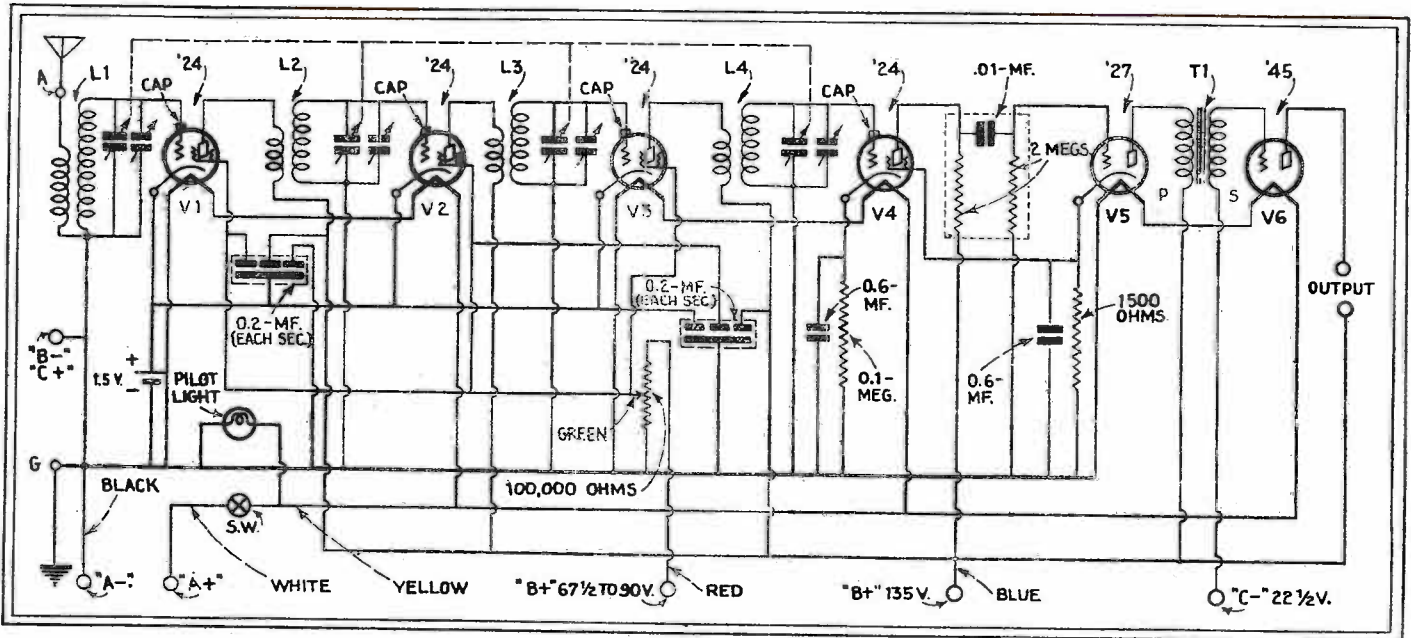 A
L1
CAP
'24
L2
CAP
'24
L3
CAP
'24
L4
CAP
'24
.01-MF.
'27
T1
'45
2 MEGS.
V1
V2
V3
V4
V5
P
S
V6
0.2-MF.
(EACH SEC.)
0.2-MF.
(EACH SEC.)
0.6-
MF.
1500
OHMS
OUTPUT
"B-"
"C+"
+
1.5 V.
-
PILOT
LIGHT
0.1-
MEG.
0.6-
MF.
GREEN
G
BLACK
100,000 OHMS
S.W.
"A-"
"A+"
WHITE
YELLOW
"B+" 67½ TO 90V.
RED
"B+" 135 V.
BLUE
"C-" 22½V.